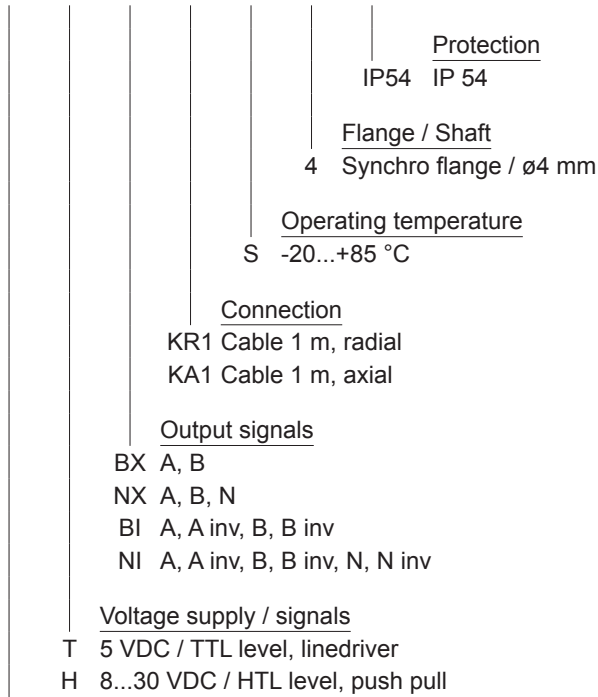 Protection
IP54 IP 54
Flange / Shaft
4 Synchro flange / ø4 mm
Operating temperature
S -20...+85 °C
Connection
KR1 Cable 1 m, radial
KA1 Cable 1 m, axial
Output signals
BX A, B
NX A, B, N
BI A, A inv, B, B inv
NI A, A inv, B, B inv, N, N inv
Voltage supply / signals
T 5 VDC / TTL level, linedriver
H 8...30 VDC / HTL level, push pull